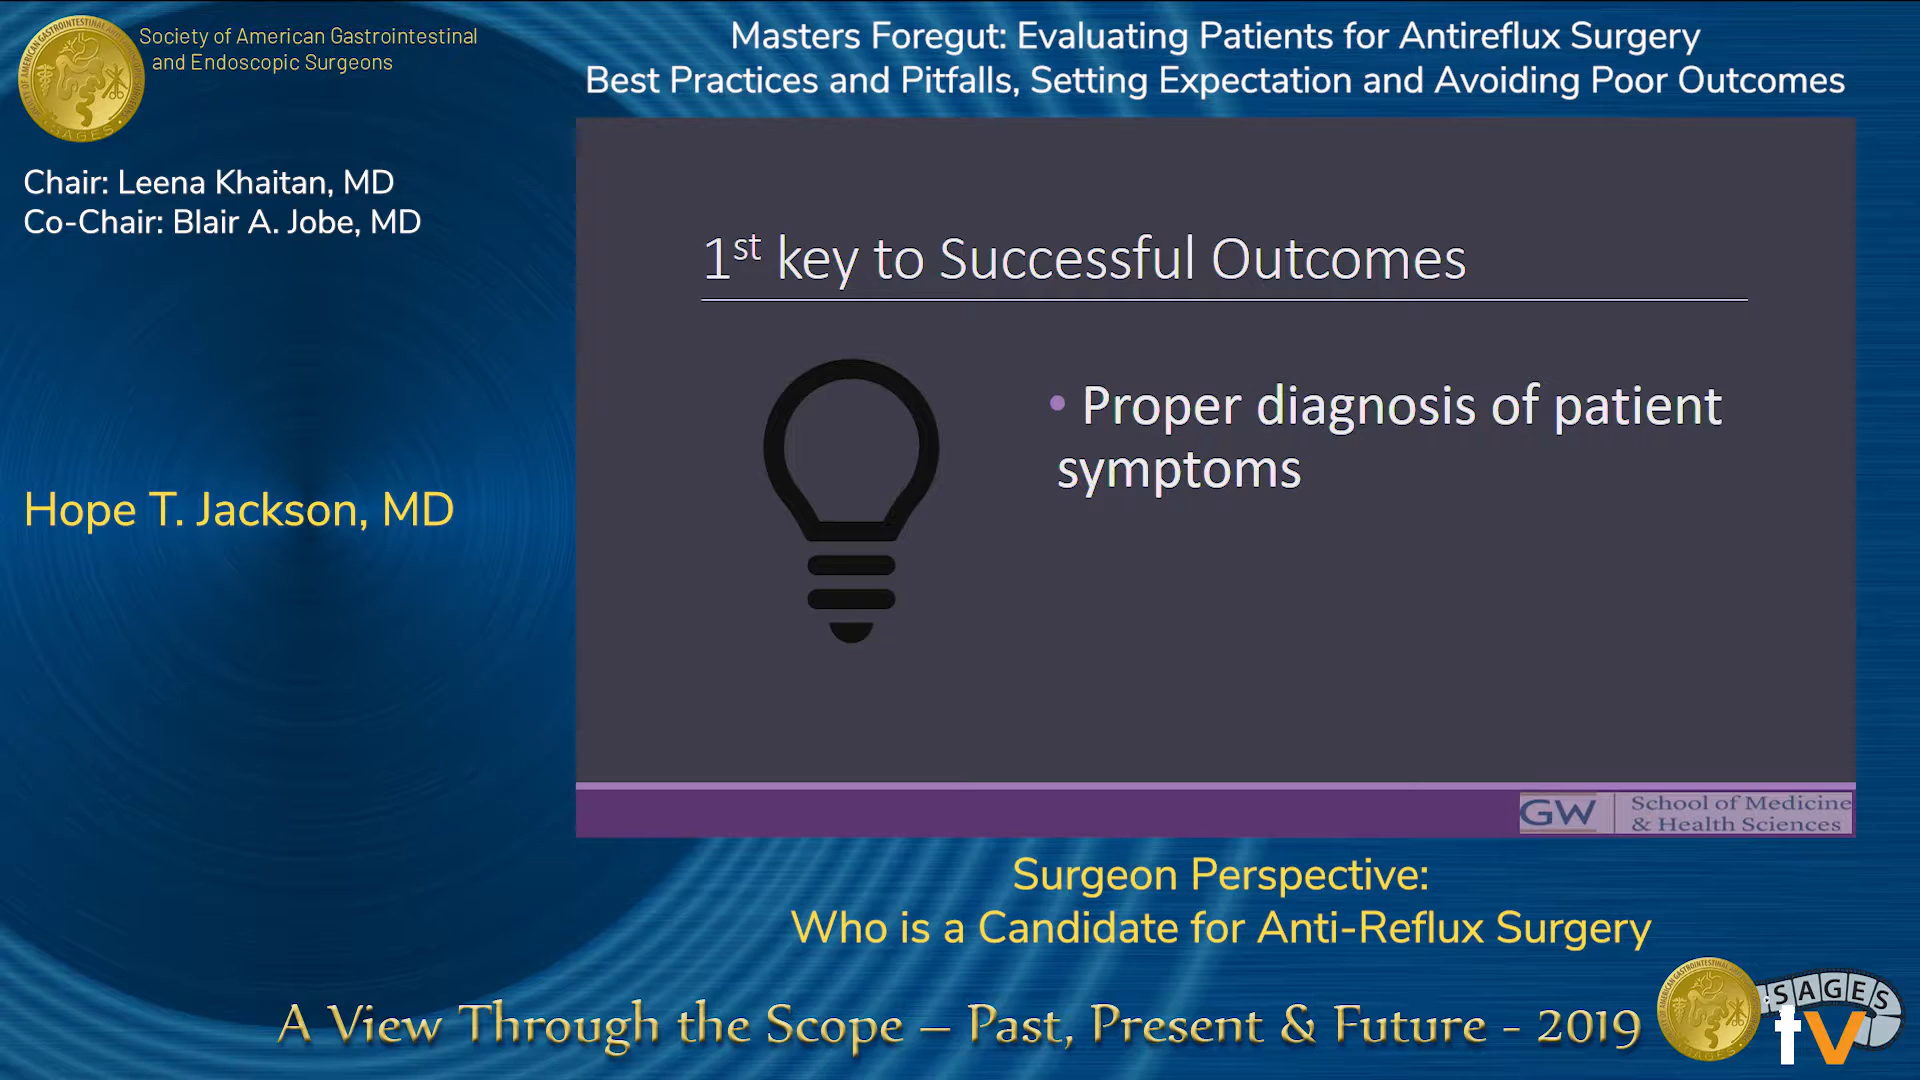 Society of American Gastrointestinal
and Endoscopic Surgeons
Masters Foregut: Evaluating Patients for Antireflux Surgery
Best Practices and Pitfalls, Setting Expectation and Avoiding Poor Outcomes
Chair: Leena Khaitan, MD
Co-Chair: Blair A. Jobe, MD
Hope T. Jackson, MD
1st key to Successful Outcomes
• Proper diagnosis of patient
symptoms
GW School of Medicine
& Health Sciences
Surgeon Perspective:
Who is a Candidate for Anti-Reflux Surgery
A View Through the Scope – Past, Present & Future - 2019
SAGES
tv